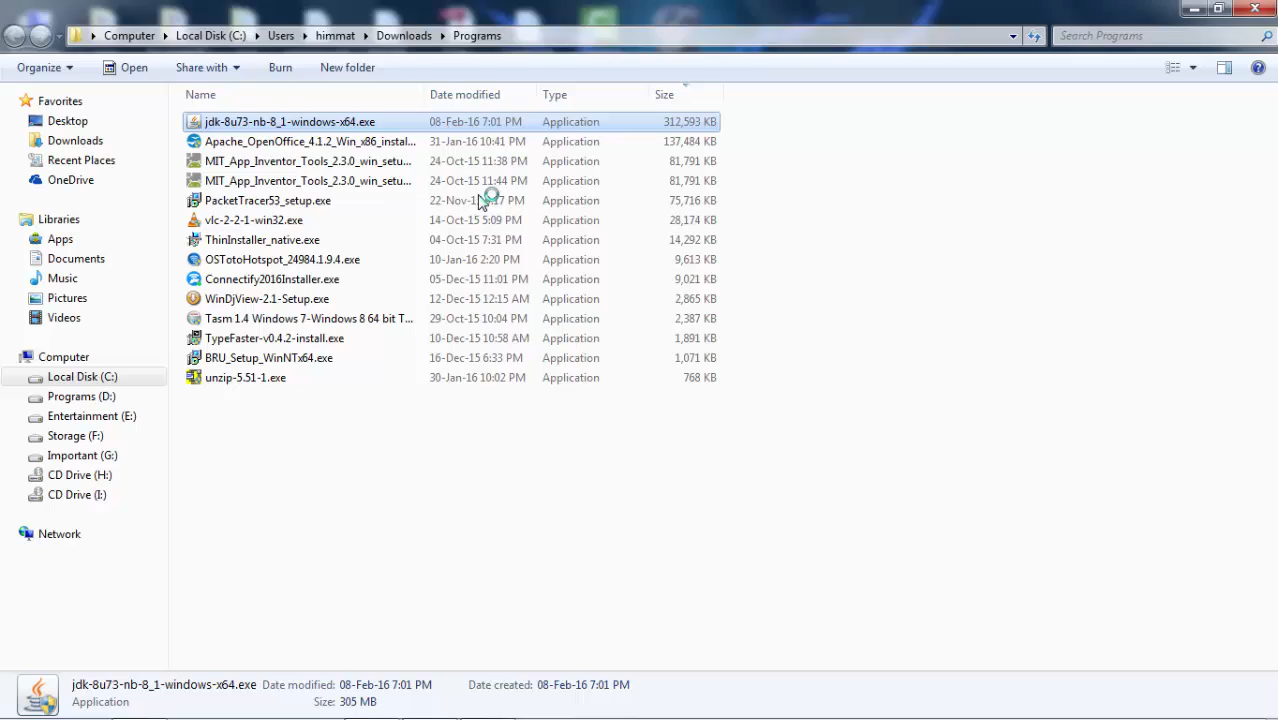 Computer Local Disk (C:) Users himmat Downloads Programs Search Programs
Organize Open Share with Burn New folder
Favorites
Desktop
Downloads
Recent Places
OneDrive
Libraries
Apps
Documents
Music
Pictures
Videos
Computer
Local Disk (C:)
Programs (D:)
Entertainment (E:)
Storage (F:)
Important (G:)
CD Drive (H:)
CD Drive (I:)
Network
Name Date modified Type Size
jdk-8u73-nb-8_1-windows-x64.exe 08-Feb-16 7:01 PM Application 312,593 KB
Apache_OpenOffice_4.1.2_Win_x86_instal... 31-Jan-16 10:41 PM Application 137,484 KB
MIT_App_Inventor_Tools_2.3.0_win_setu... 24-Oct-15 11:38 PM Application 81,791 KB
MIT_App_Inventor_Tools_2.3.0_win_setu... 24-Oct-15 11:44 PM Application 81,791 KB
PacketTracer53_setup.exe PM Application 75,716 KB
vlc-2-2-1-win32.exe 14-Oct-15 5:09 PM Application 28,174 KB
ThinInstaller_native.exe 04-Oct-15 7:31 PM Application 14,292 KB
OSTotoHotspot_24984.1.9.4.exe 10-Jan-16 2:20 PM Application 9,613 KB
Connectify2016Installer.exe 05-Dec-15 11:01 PM Application 9,021 KB
WinDjView-2.1-Setup.exe 12-Dec-15 12:15 AM Application 2,865 KB
Tasm 1.4 Windows 7-Windows 8 64 bit T... 29-Oct-15 10:04 PM Application 2,387 KB
TypeFaster-v0.4.2-install.exe 10-Dec-15 10:58 AM Application 1,891 KB
BRU_Setup_WinNTx64.exe 16-Dec-15 6:33 PM Application 1,071 KB
unzip-5.51-1.exe 30-Jan-16 10:02 PM Application 768 KB
jdk-8u73-nb-8_1-windows-x64.exe Date modified: 08-Feb-16 7:01 PM Date created: 08-Feb-16 7:01 PM
Application Size: 305 MB